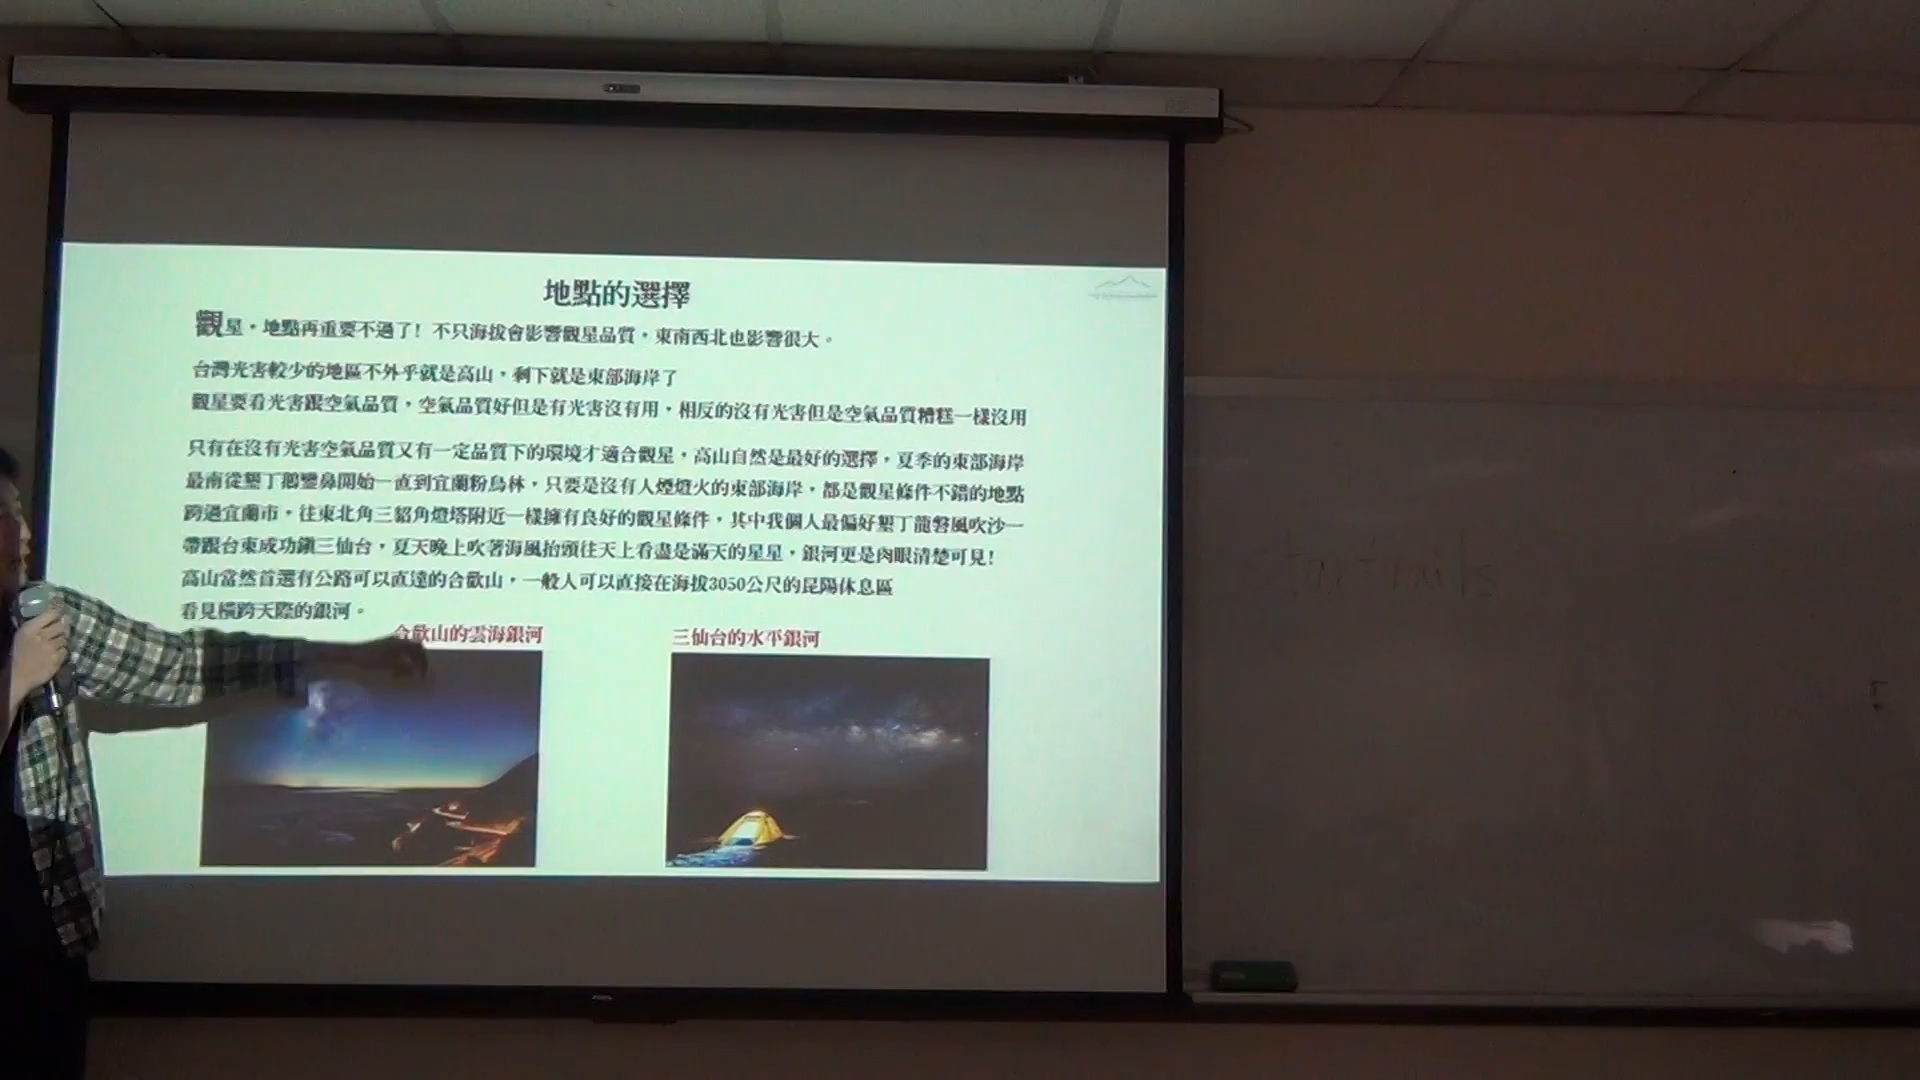 地點的選擇
觀星，地點再重要不過了！不只海拔會影響觀星品質，東南西北也影響很大。
台灣光害較少的地區不外乎就是高山，剩下就是東部海岸了
觀星要看光害跟空氣品質，空氣品質好但是有光害沒有用，相反的沒有光害但是空氣品質糟糕一樣沒用
只有在沒有光害空氣品質又有一定品質下的環境才適合觀星，高山自然是最好的選擇，夏季的東部海岸
最南從墾丁鵝鑾鼻開始一直到宜蘭粉鳥林，只要是沒有人煙燈火的東部海岸，都是觀星條件不錯的地點
跨過宜蘭市，往東北角三貂角燈塔附近一樣擁有良好的觀星條件，其中我個人最偏好墾丁龍磐風吹沙一
帶跟台東成功鎮三仙台，夏天晚上吹著海風抬頭往天上看盡是滿天的星星，銀河更是肉眼清楚可見！
高山當然首選有公路可以直達的合歡山，一般人可以直接在海拔3050公尺的昆陽休息區
看見橫跨天際的銀河。
合歡山的雲海銀河
三仙台的水平銀河